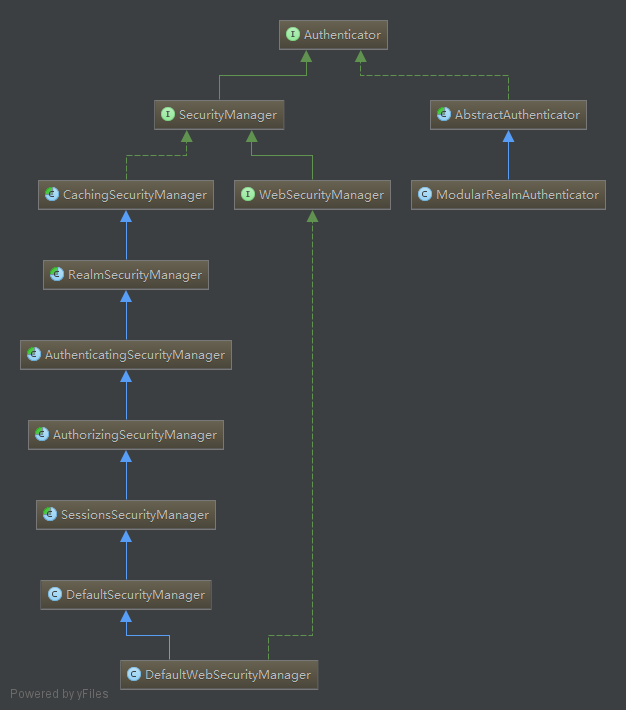 Authenticator
SecurityManager
AbstractAuthenticator
CachingSecurityManager
WebSecurityManager
ModularRealmAuthenticator
RealmSecurityManager
AuthenticatingSecurityManager
AuthorizingSecurityManager
SessionsSecurityManager
DefaultSecurityManager
DefaultWebSecurityManager
Powered by yFiles